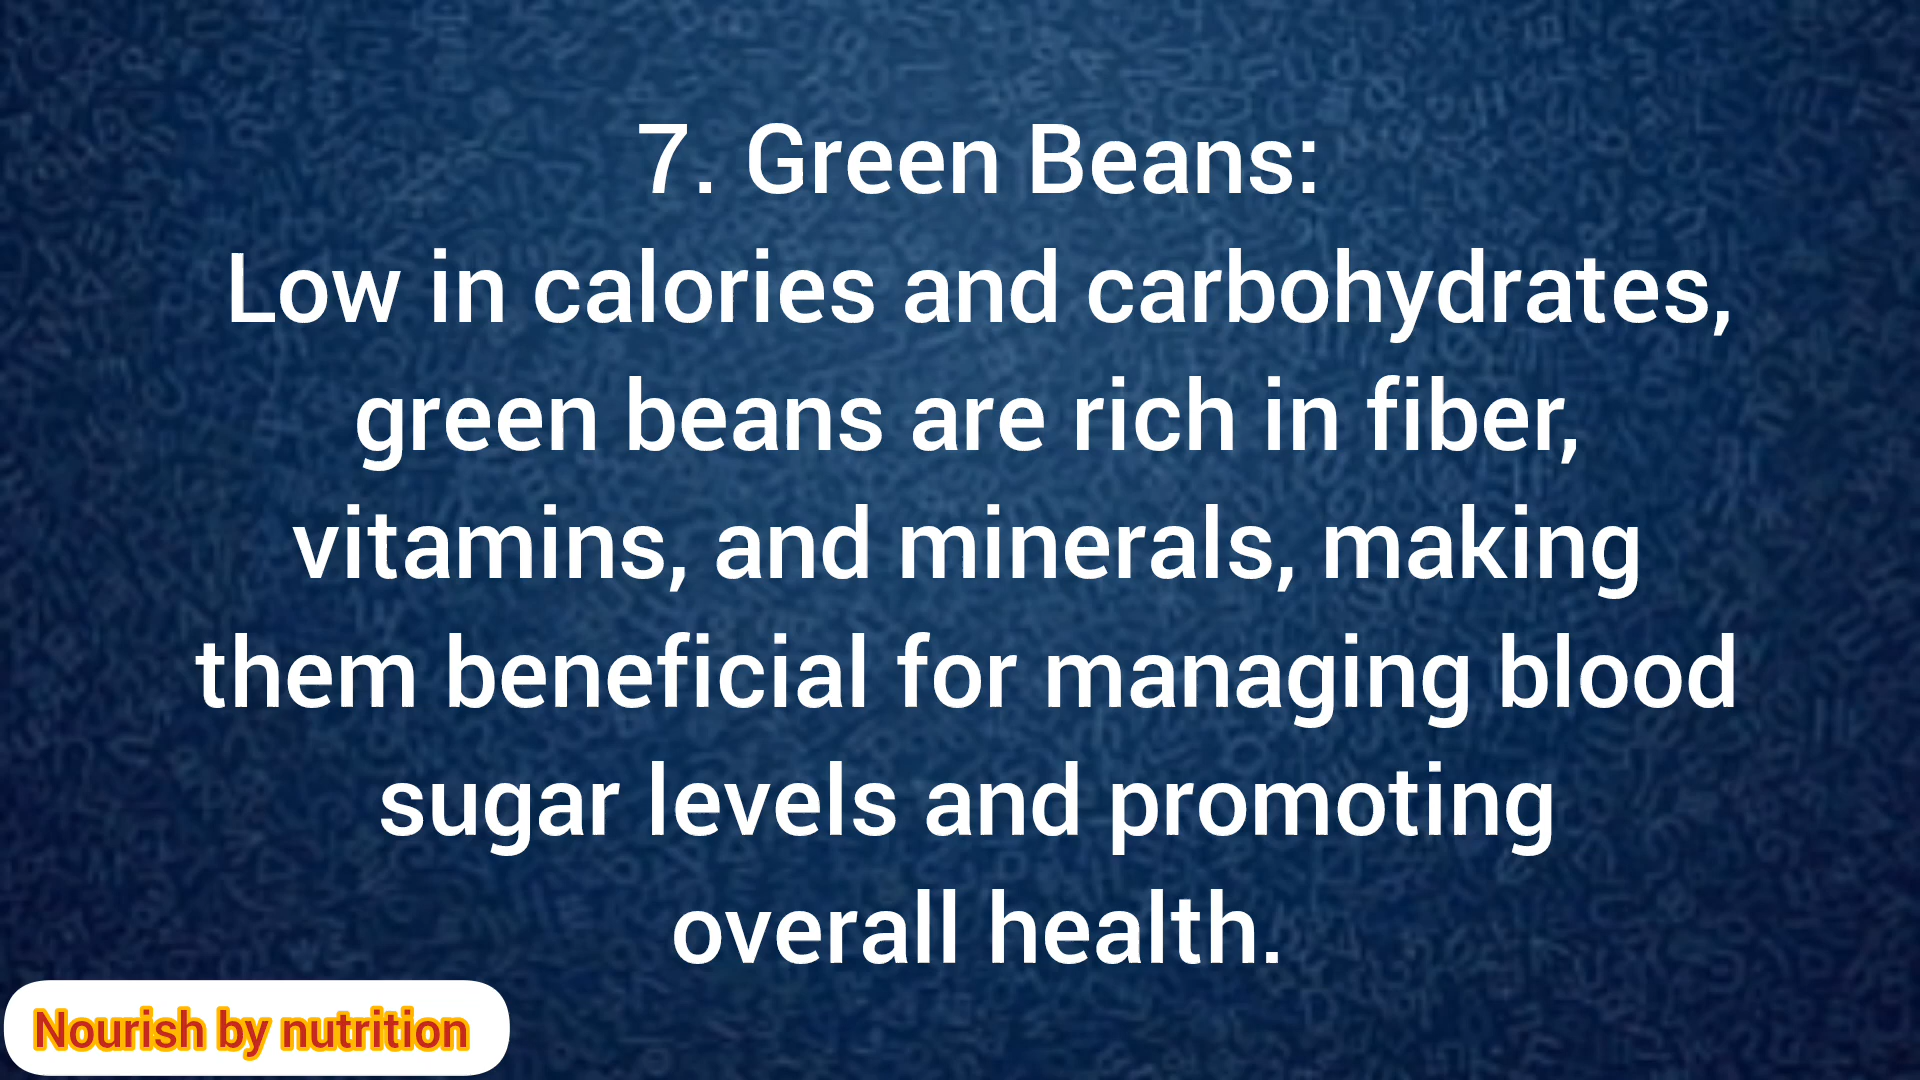 7. Green Beans:
Low in calories and carbohydrates,
green beans are rich in fiber,
vitamins, and minerals, making
them beneficial for managing blood
sugar levels and promoting
overall health.
Nourish by nutrition